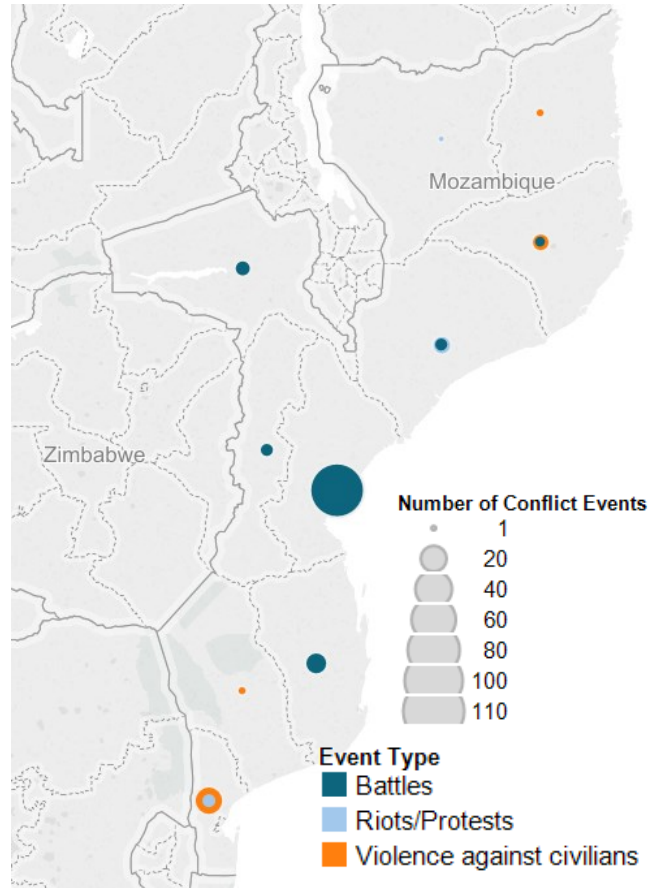 Mozambique
Zimbabwe
Number of Conflict Events
1
20
40
60
80
100
110
Event Type
Battles
Riots/Protests
Violence against civilians